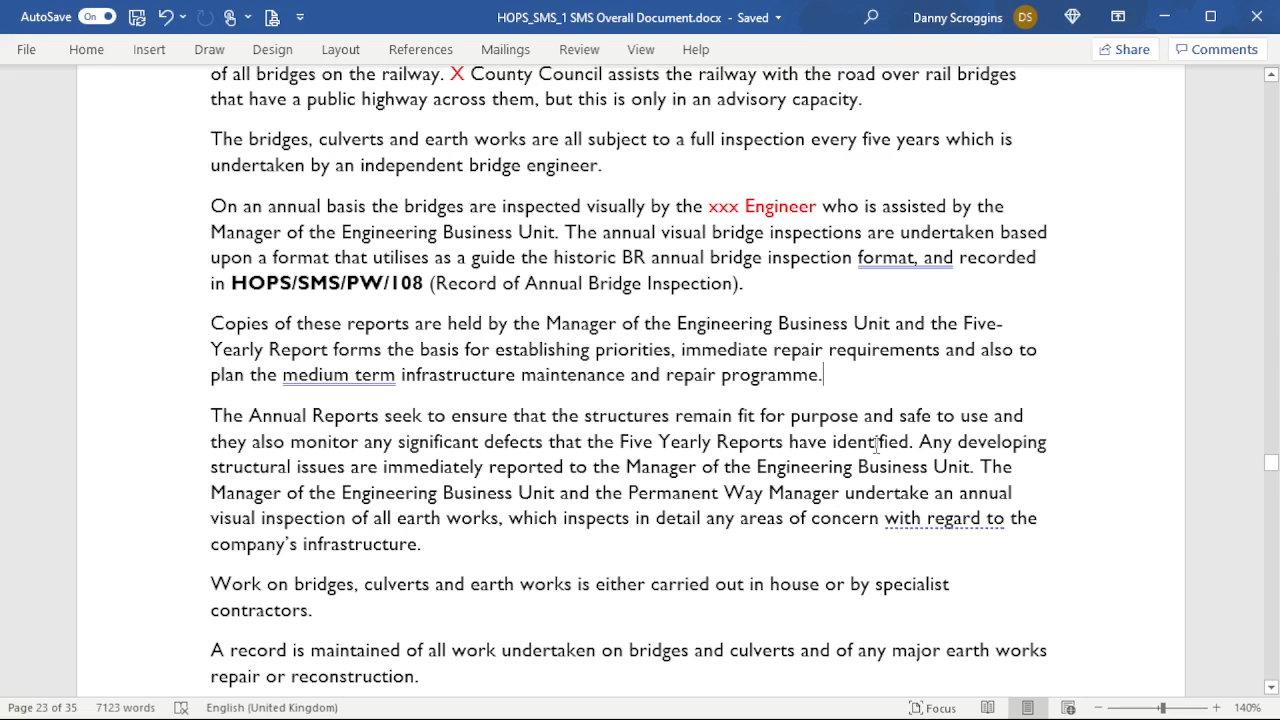 AutoSave On HOPS_SMS_1 SMS Overall Document.docx - Saved Danny Scroggins DS
File Home Insert Draw Design Layout References Mailings Review View Help Share Comments
of all bridges on the railway. X County Council assists the railway with the road over rail bridges
that have a public highway across them, but this is only in an advisory capacity.
The bridges, culverts and earth works are all subject to a full inspection every five years which is
undertaken by an independent bridge engineer.
On an annual basis the bridges are inspected visually by the xxx Engineer who is assisted by the
Manager of the Engineering Business Unit. The annual visual bridge inspections are undertaken based
upon a format that utilises as a guide the historic BR annual bridge inspection format, and recorded
in HOPS/SMS/PW/108 (Record of Annual Bridge Inspection).
Copies of these reports are held by the Manager of the Engineering Business Unit and the Five-
Yearly Report forms the basis for establishing priorities, immediate repair requirements and also to
plan the medium term infrastructure maintenance and repair programme.
The Annual Reports seek to ensure that the structures remain fit for purpose and safe to use and
they also monitor any significant defects that the Five Yearly Reports have identified. Any developing
structural issues are immediately reported to the Manager of the Engineering Business Unit. The
Manager of the Engineering Business Unit and the Permanent Way Manager undertake an annual
visual inspection of all earth works, which inspects in detail any areas of concern with regard to the
company's infrastructure.
Work on bridges, culverts and earth works is either carried out in house or by specialist
contractors.
A record is maintained of all work undertaken on bridges and culverts and of any major earth works
repair or reconstruction.
Page 23 of 35 7123 words English (United Kingdom) Focus 140%